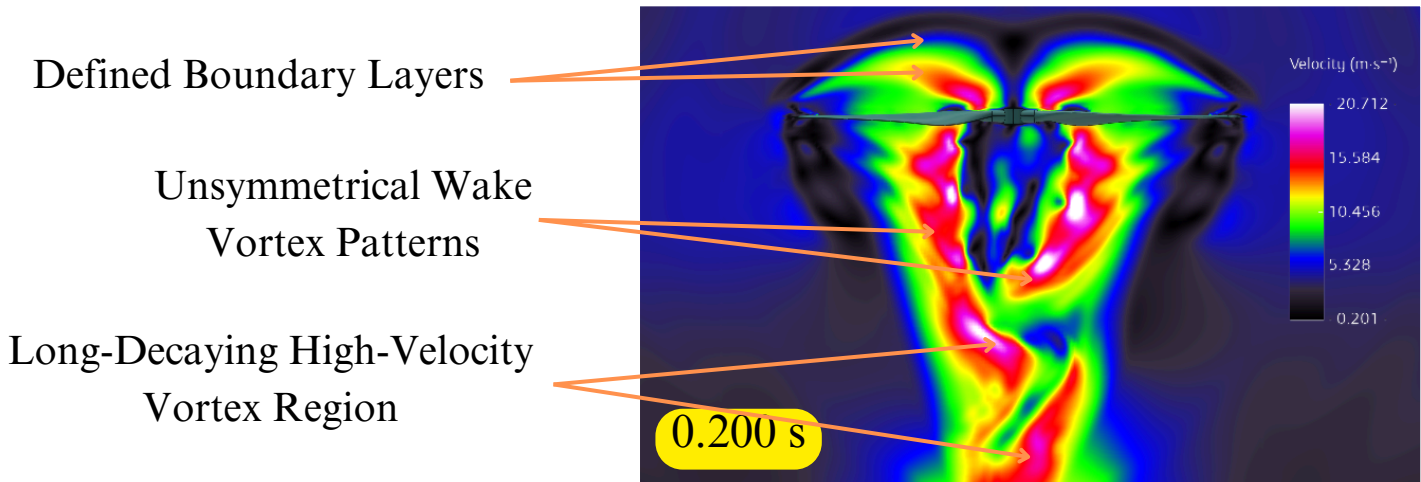 Defined Boundary Layers
Unsymmetrical Wake
Vortex Patterns
Long-Decaying High-Velocity
Vortex Region
0.200 s
Velocity (m·s⁻¹)
20.712
15.584
10.456
5.328
0.201